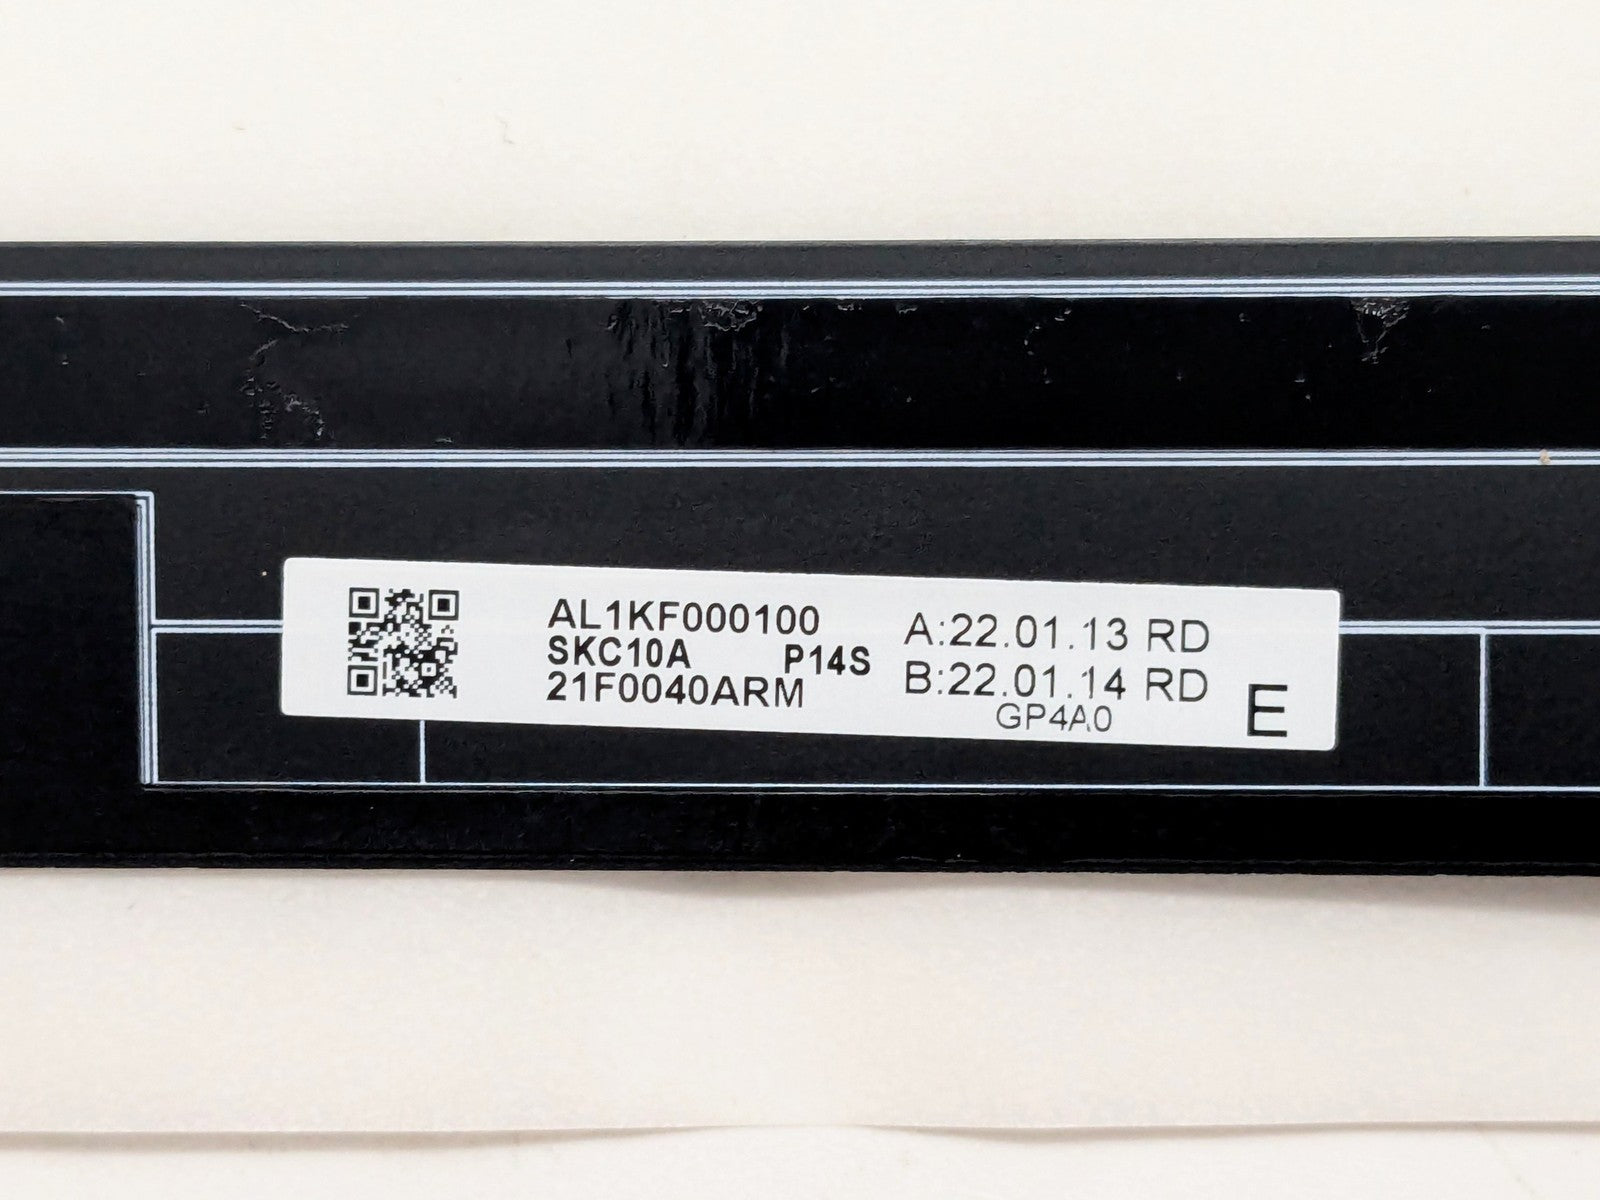 AL1KF000100
SKC10A P14S
21F0040ARM
A:22.01.13 RD
B:22.01.14 RD
GP4A0
E